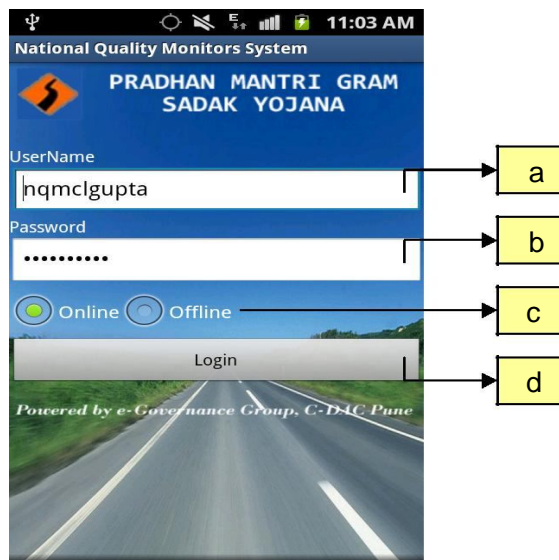 11:03 AM
National Quality Monitors System
PRADHAN MANTRI GRAM
SADAK YOJANA
UserName
nqmclgupta
a
Password
••••••••••
b
Online Offline
c
Login
d
Powered by e-Governance Group, C-DAC Pune